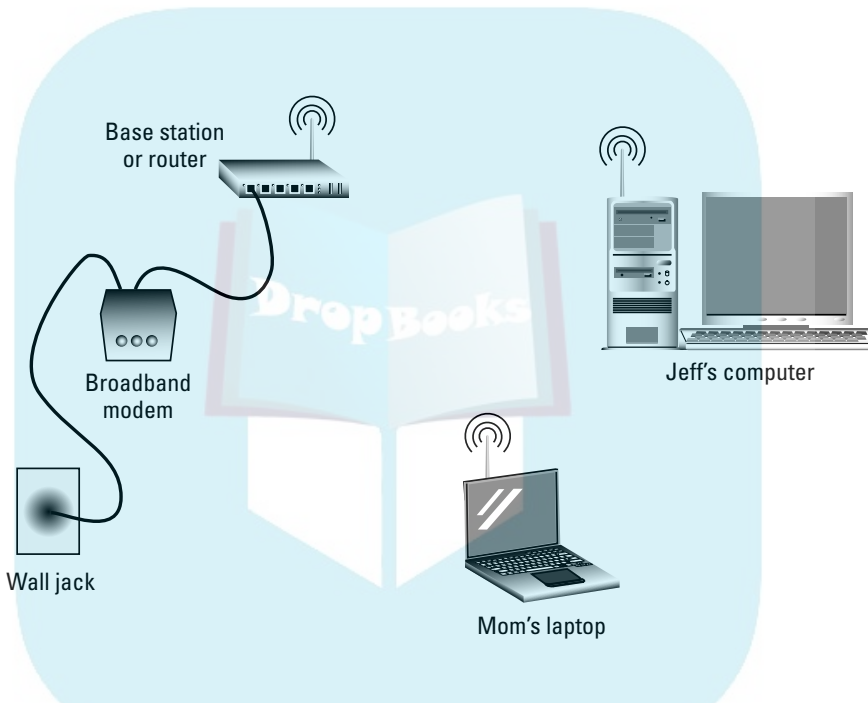 Base station
or router
Broadband
modem
Wall jack
DropBooks
Jeff's computer
Mom's laptop